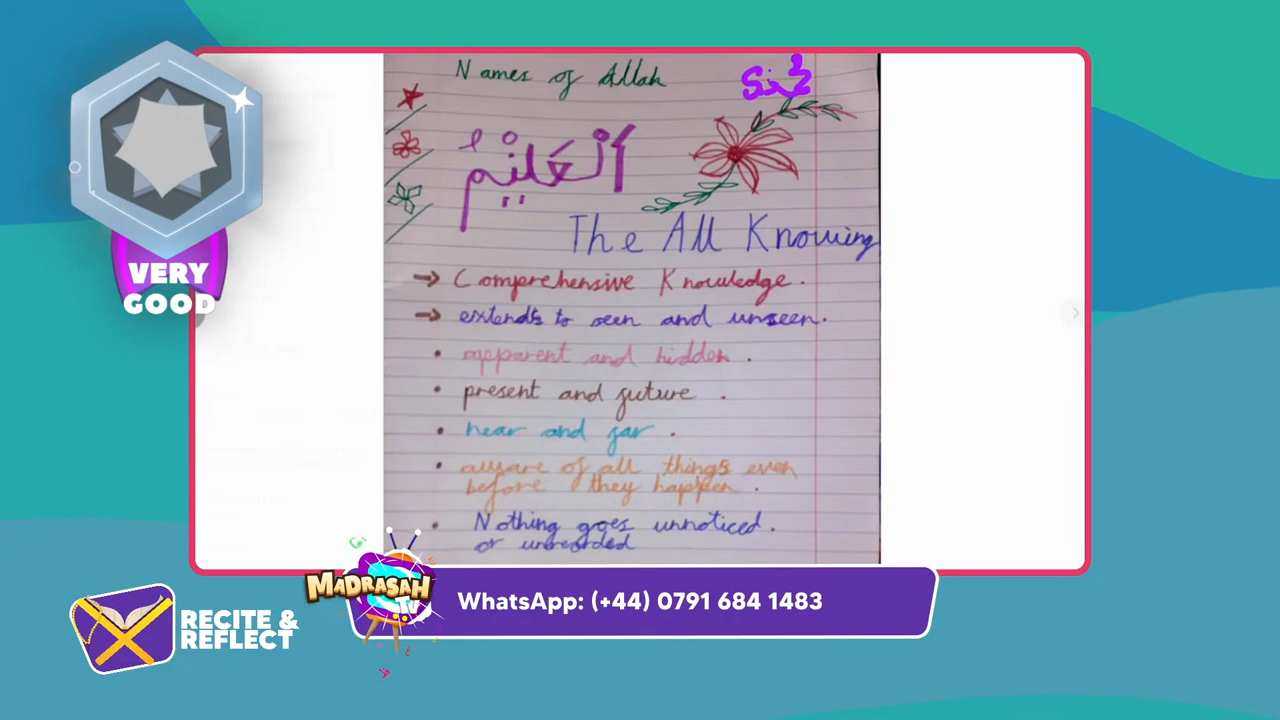 Names of Allah
اَلْعَلِيْمُ
The All Knowing
→ Comprehensive Knowledge.
→ extends to seen and unseen.
• apparent and hidden.
• present and future.
• near and far.
• aware of all things even
before they happen.
• Nothing goes unnoticed.
or unrecorded
VERY
GOOD
MADRASAH
TV
WhatsApp: (+44) 0791 684 1483
RECITE &
REFLECT